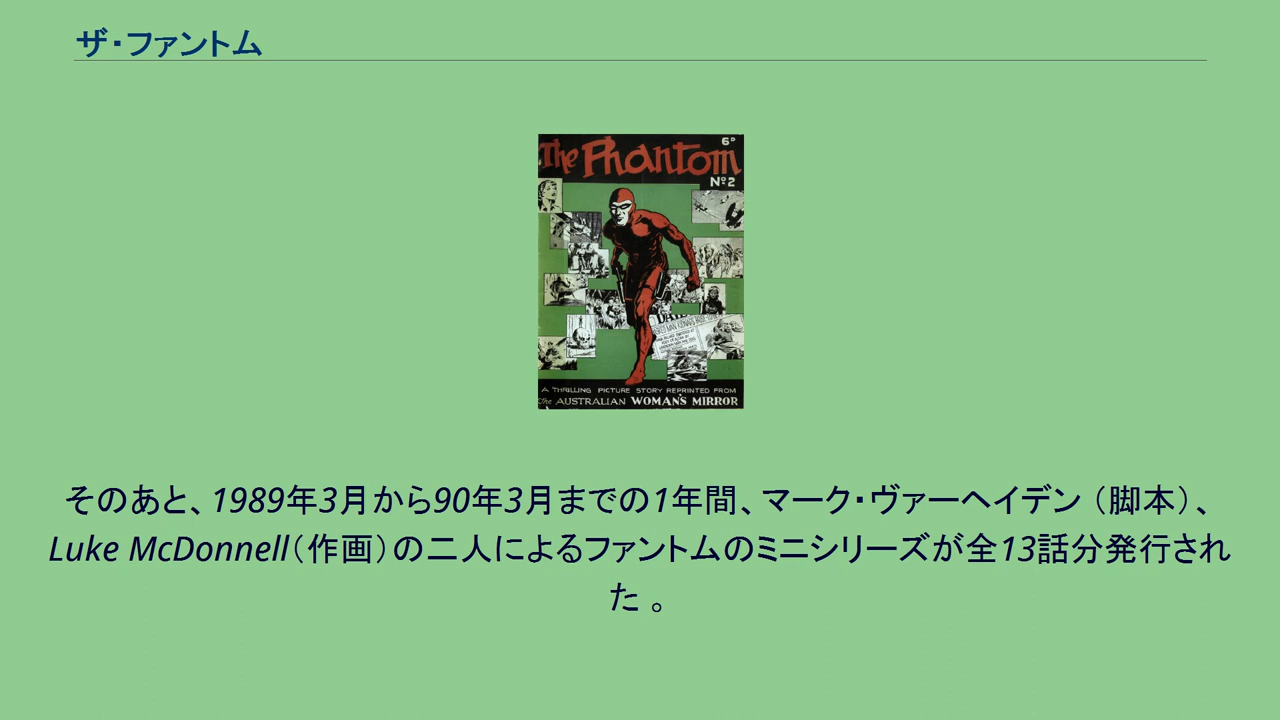 ザ・ファントム
The Phantom
6D
No 2
A THRILLING PICTURE STORY REPRINTED FROM
The AUSTRALIAN WOMAN'S MIRROR
そのあと、1989年3月から90年3月までの1年間、マーク・ヴァーヘイデン（脚本）、
Luke McDonnell（作画）の二人によるファントムのミニシリーズが全13話分発行され
た 。